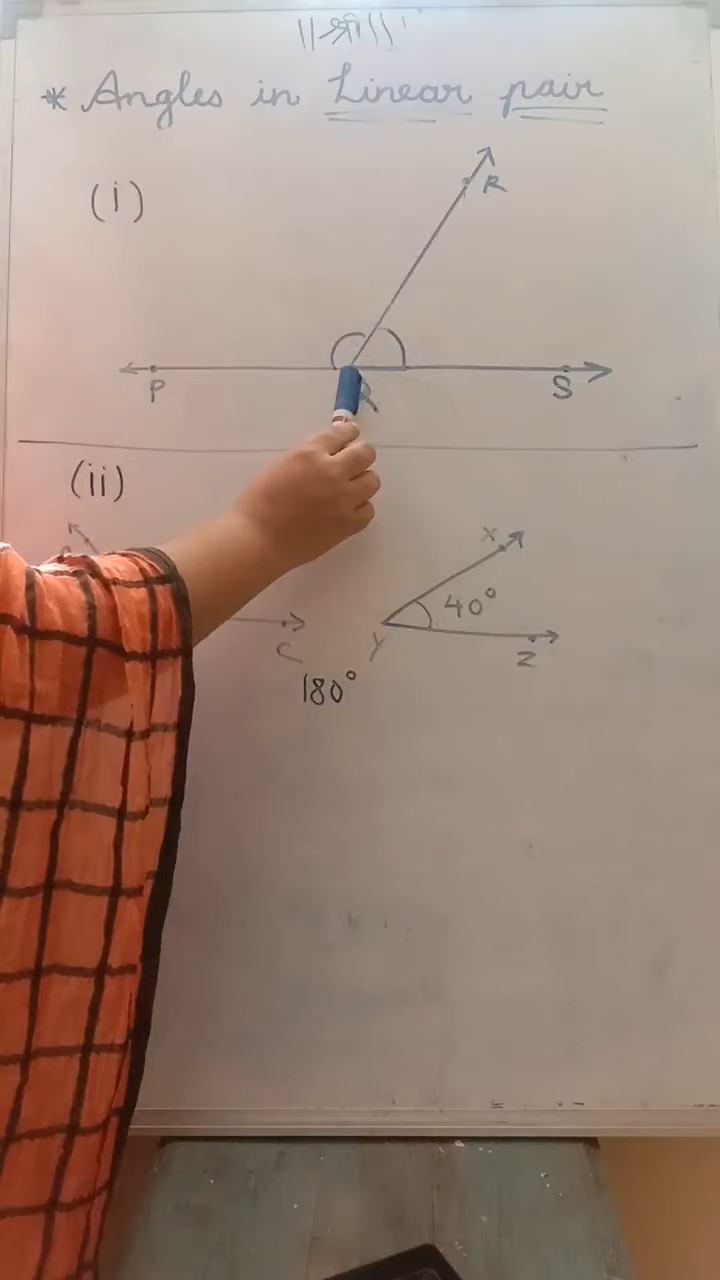 ॥श्री॥
* Angles in Linear pair
(i)
R
P Q S
(ii)
X
40°
Y Z
C
180°